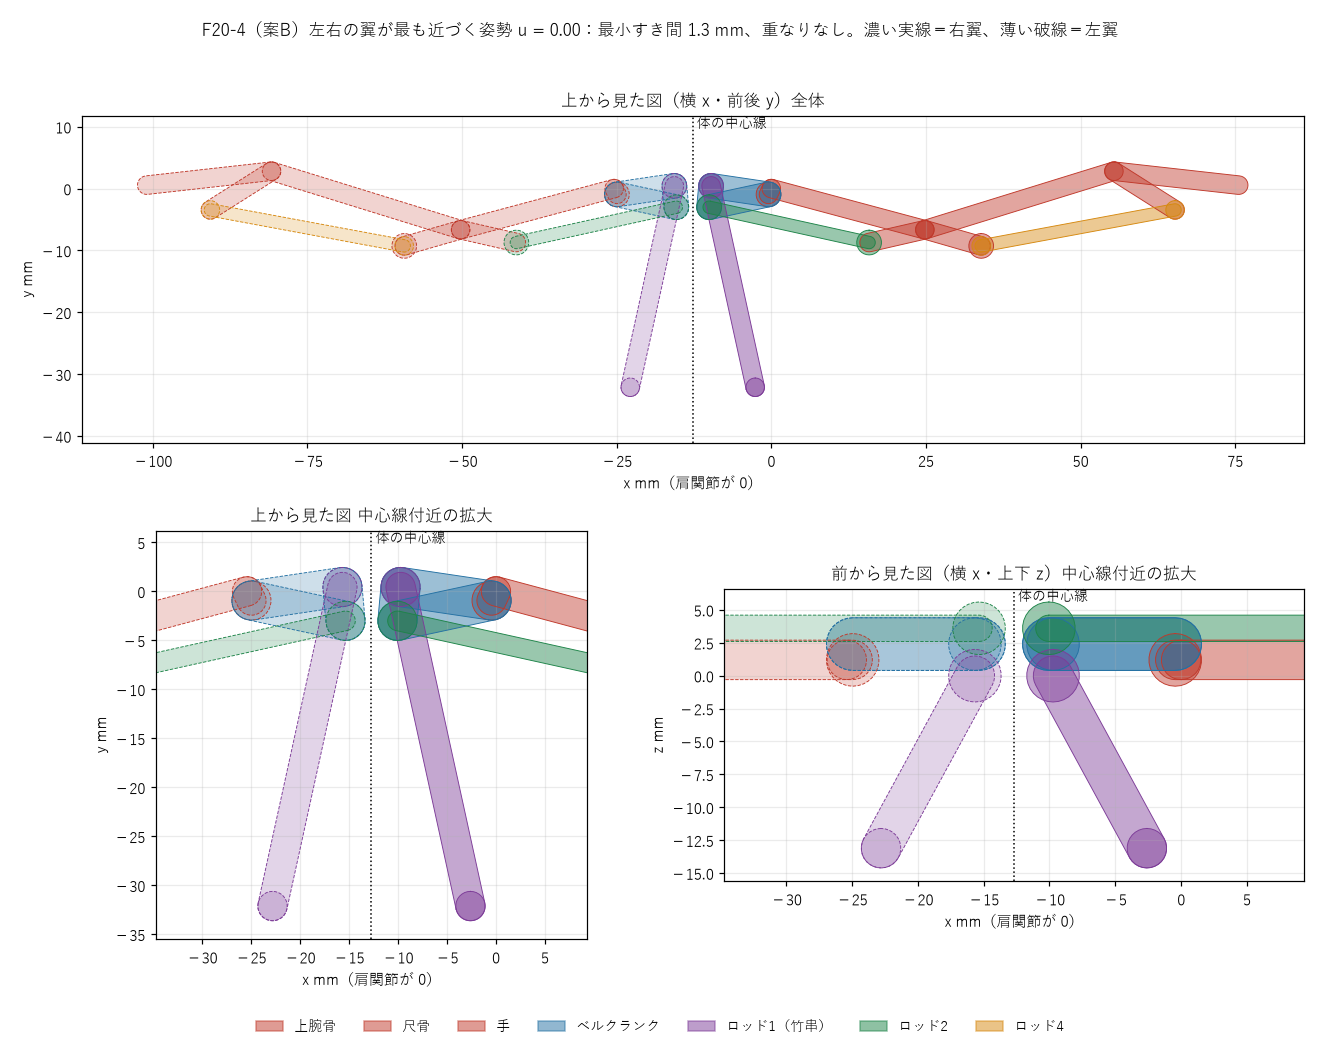 F20-4（案B）左右の翼が最も近づく姿勢 u = 0.00：最小すき間 1.3 mm、重なりなし。濃い実線＝右翼、薄い破線＝左翼
上から見た図（横 x・前後 y）全体
体の中心線
10
0
−10
−20
−30
−40
y mm
−100
−75
−50
−25
0
25
50
75
x mm（肩関節が 0）
上から見た図 中心線付近の拡大
体の中心線
5
0
−5
−10
−15
−20
−25
−30
−35
y mm
−30
−25
−20
−15
−10
−5
0
5
x mm（肩関節が 0）
前から見た図（横 x・上下 z）中心線付近の拡大
体の中心線
5.0
2.5
0.0
−2.5
−5.0
−7.5
−10.0
−12.5
−15.0
z mm
−30
−25
−20
−15
−10
−5
0
5
x mm（肩関節が 0）
上腕骨
尺骨
手
ベルクランク
ロッド1（竹串）
ロッド2
ロッド4